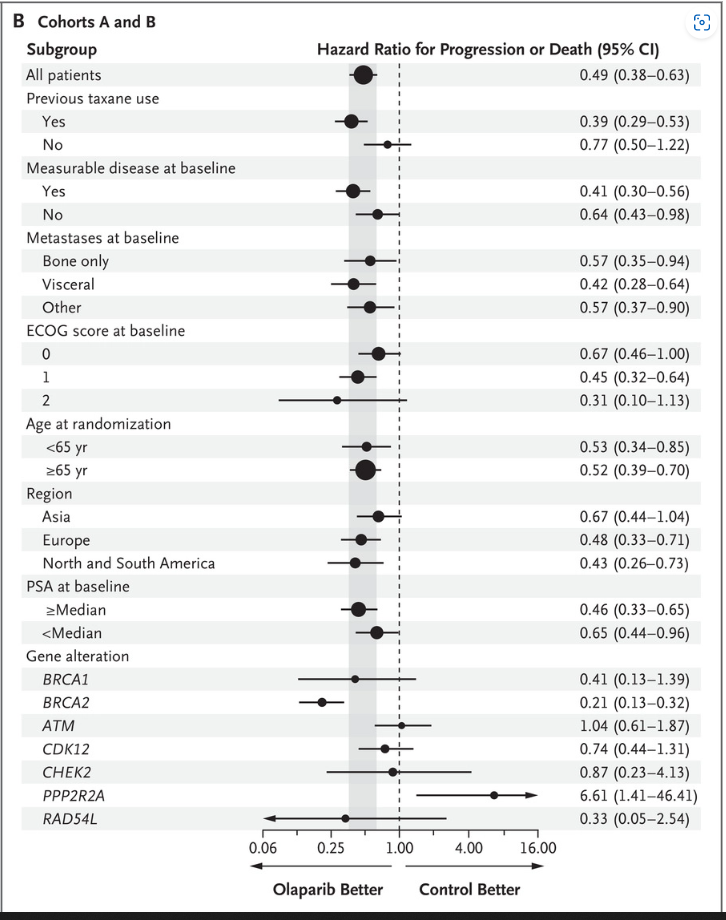 B Cohorts A and B
Subgroup Hazard Ratio for Progression or Death (95% CI)
All patients 0.49 (0.38–0.63)
Previous taxane use
Yes 0.39 (0.29–0.53)
No 0.77 (0.50–1.22)
Measurable disease at baseline
Yes 0.41 (0.30–0.56)
No 0.64 (0.43–0.98)
Metastases at baseline
Bone only 0.57 (0.35–0.94)
Visceral 0.42 (0.28–0.64)
Other 0.57 (0.37–0.90)
ECOG score at baseline
0 0.67 (0.46–1.00)
1 0.45 (0.32–0.64)
2 0.31 (0.10–1.13)
Age at randomization
<65 yr 0.53 (0.34–0.85)
≥65 yr 0.52 (0.39–0.70)
Region
Asia 0.67 (0.44–1.04)
Europe 0.48 (0.33–0.71)
North and South America 0.43 (0.26–0.73)
PSA at baseline
≥Median 0.46 (0.33–0.65)
<Median 0.65 (0.44–0.96)
Gene alteration
BRCA1 0.41 (0.13–1.39)
BRCA2 0.21 (0.13–0.32)
ATM 1.04 (0.61–1.87)
CDK12 0.74 (0.44–1.31)
CHEK2 0.87 (0.23–4.13)
PPP2R2A 6.61 (1.41–46.41)
RAD54L 0.33 (0.05–2.54)
0.06 0.25 1.00 4.00 16.00
Olaparib Better Control Better